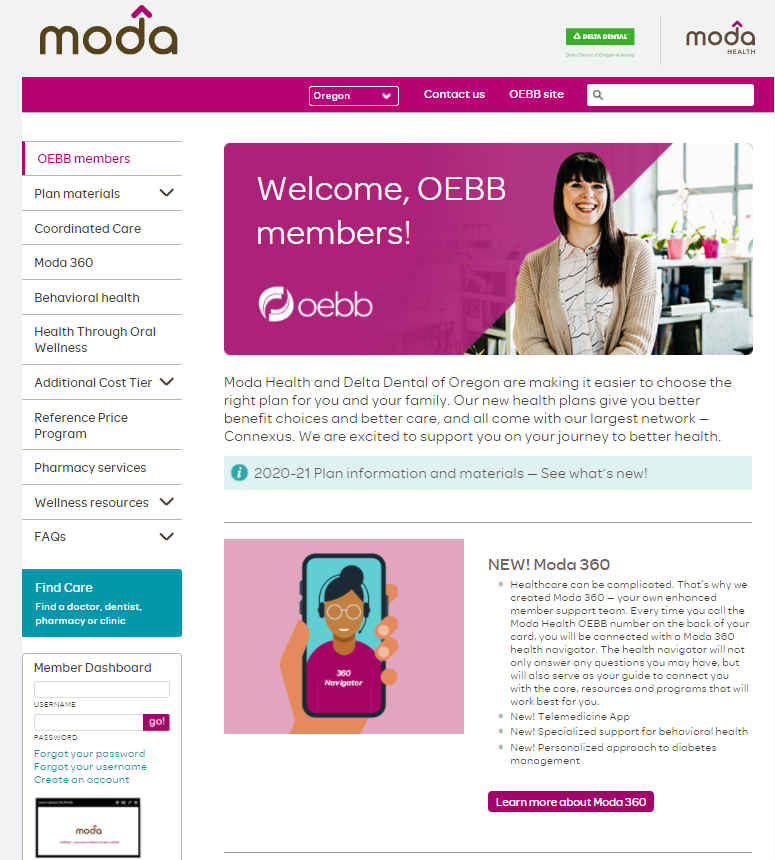 moda
DELTA DENTAL
Delta Dental of Oregon & Alaska
moda
HEALTH
Oregon
Contact us
OEBB site
OEBB members
Plan materials
Coordinated Care
Moda 360
Behavioral health
Health Through Oral
Wellness
Additional Cost Tier
Reference Price
Program
Pharmacy services
Wellness resources
FAQs
Find Care
Find a doctor, dentist,
pharmacy or clinic
Member Dashboard
USERNAME
go!
PASSWORD
Forgot your password
Forgot your username
Create an account
moda
Welcome, OEBB
members!
oebb
Moda Health and Delta Dental of Oregon are making it easier to choose the
right plan for you and your family. Our new health plans give you better
benefit choices and better care, and all come with our largest network —
Connexus. We are excited to support you on your journey to better health.
2020-21 Plan information and materials — See what's new!
360
Navigator
NEW! Moda 360
Healthcare can be complicated. That's why we
created Moda 360 — your own enhanced
member support team. Every time you call the
Moda Health OEBB number on the back of your
card, you will be connected with a Moda 360
health navigator. The health navigator will not
only answer any questions you may have, but
will also serve as your guide to connect you
with the care, resources and programs that will
work best for you.
New! Telemedicine App
New! Specialized support for behavioral health
New! Personalized approach to diabetes
management
Learn more about Moda 360